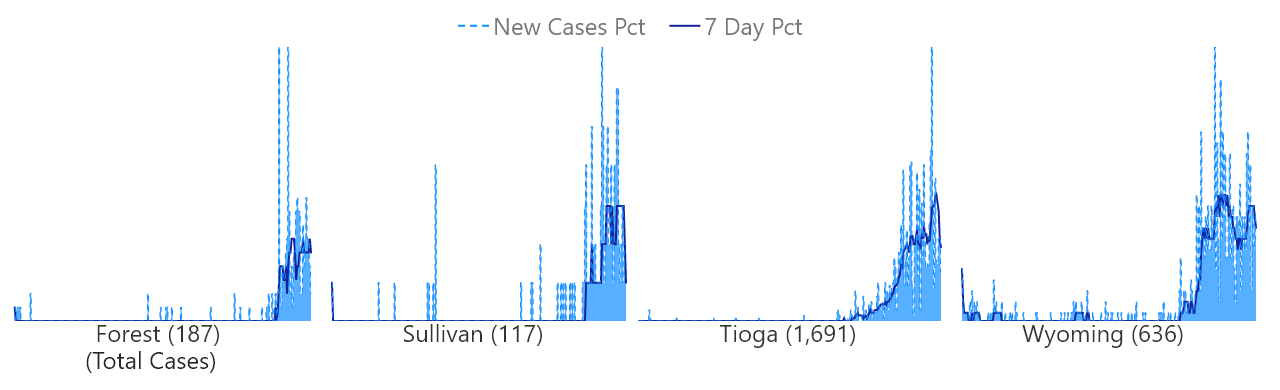 New Cases Pct 7 Day Pct
Forest (187) Sullivan (117) Tioga (1,691) Wyoming (636)
(Total Cases)